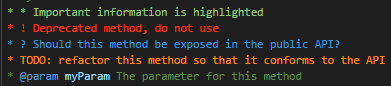 * * Important information is highlighted
* ! Deprecated method, do not use
* ? Should this method be exposed in the public API?
* TODO: refactor this method so that it conforms to the API
* @param myParam The parameter for this method